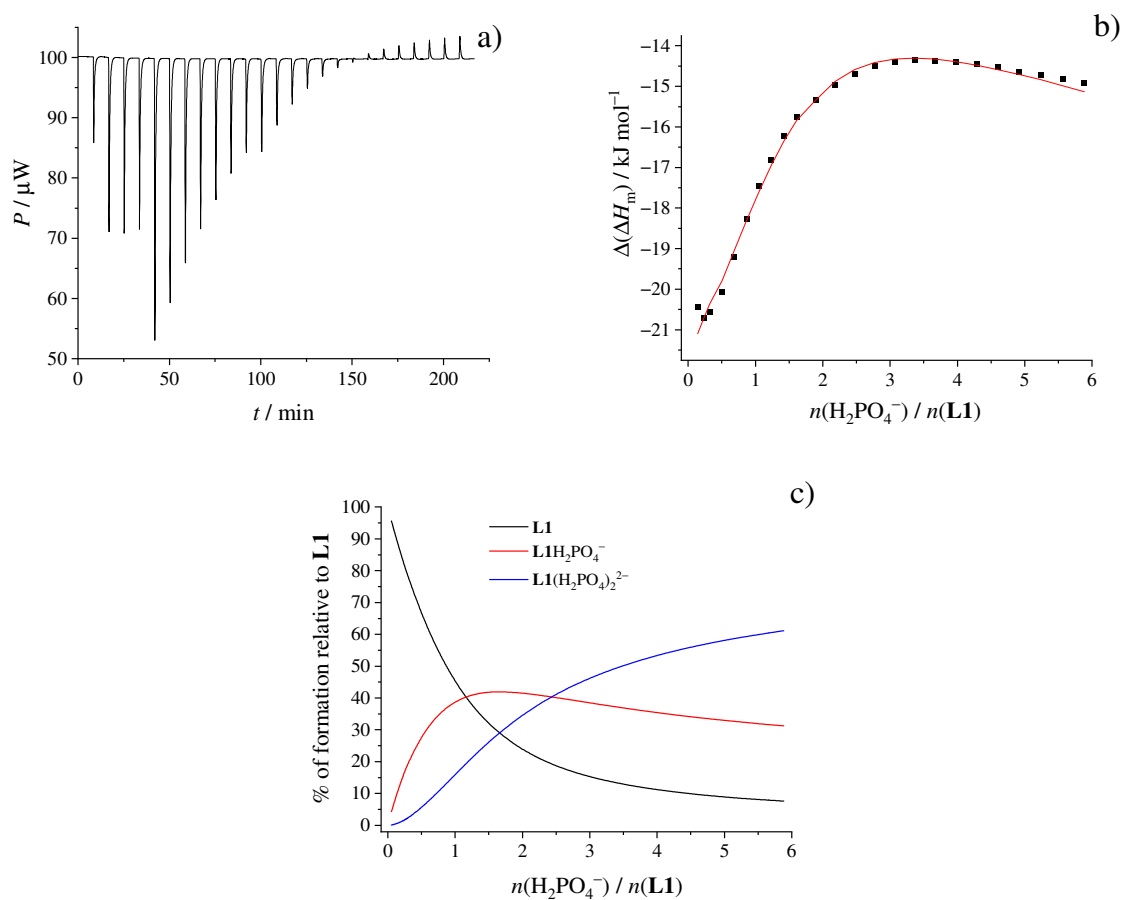 a)
100
90
80
70
60
50
P / µW
0 50 100 150 200
t / min
b)
−14
−15
−16
−17
−18
−19
−20
−21
Δ(ΔHm) / kJ mol⁻¹
0 1 2 3 4 5 6
n(H₂PO₄⁻) / n(L1)
c)
100
90
80
70
60
50
40
30
20
10
0
% of formation relative to L1
L1
L1H₂PO₄⁻
L1(H₂PO₄)₂²⁻
0 1 2 3 4 5 6
n(H₂PO₄⁻) / n(L1)